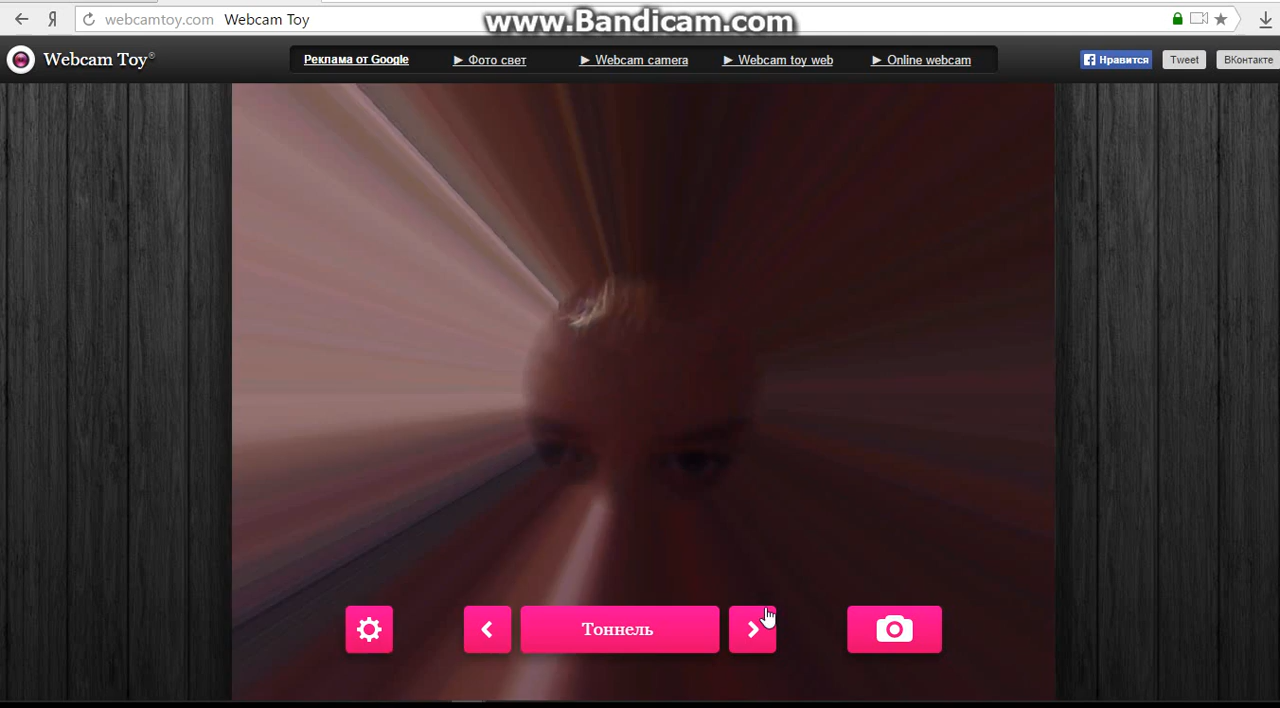 webcamtoy.com Webcam Toy
www.Bandicam.com
Webcam Toy®
Реклама от Google
► Фото свет
► Webcam camera
► Webcam toy web
► Online webcam
Нравится
Tweet
ВКонтакте
Тоннель